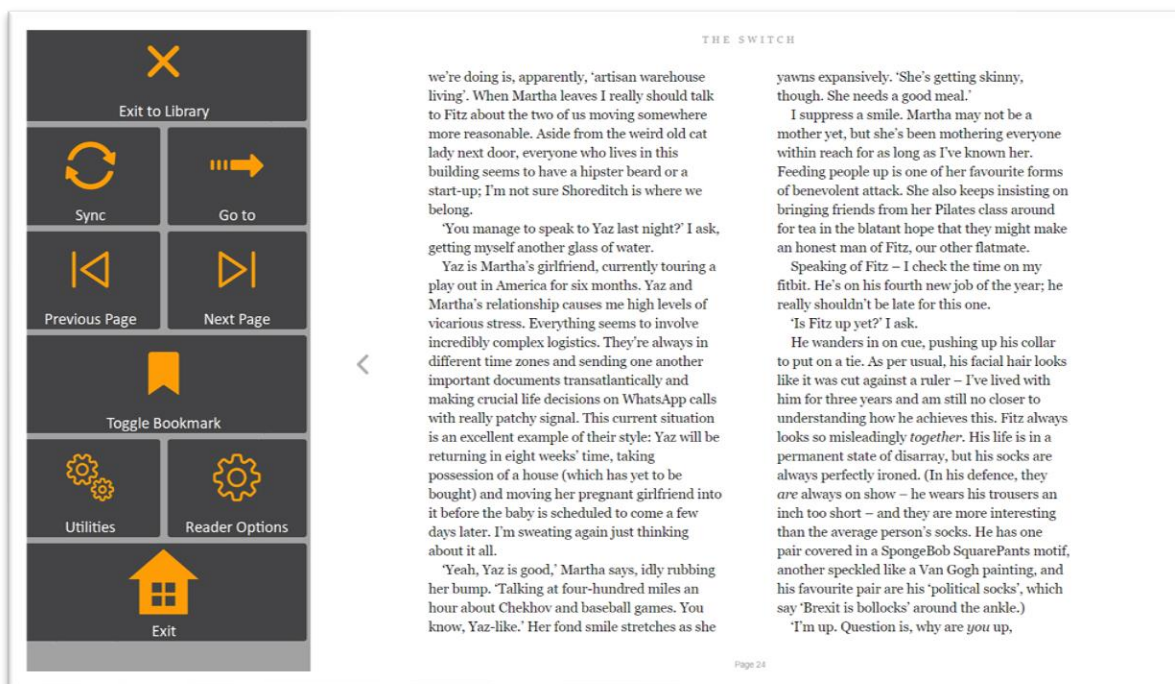 Exit to Library
Sync
Go to
Previous Page
Next Page
Toggle Bookmark
Utilities
Reader Options
Exit
THE SWITCH
we're doing is, apparently, ‘artisan warehouse
living’. When Martha leaves I really should talk
to Fitz about the two of us moving somewhere
more reasonable. Aside from the weird old cat
lady next door, everyone who lives in this
building seems to have a hipster beard or a
start-up; I’m not sure Shoreditch is where we
belong.
‘You manage to speak to Yaz last night?’ I ask,
getting myself another glass of water.
Yaz is Martha’s girlfriend, currently touring a
play out in America for six months. Yaz and
Martha’s relationship causes me high levels of
vicarious stress. Everything seems to involve
incredibly complex logistics. They’re always in
different time zones and sending one another
important documents transatlantically and
making crucial life decisions on WhatsApp calls
with really patchy signal. This current situation
is an excellent example of their style: Yaz will be
returning in eight weeks’ time, taking
possession of a house (which has yet to be
bought) and moving her pregnant girlfriend into
it before the baby is scheduled to come a few
days later. I’m sweating again just thinking
about it all.
‘Yeah, Yaz is good,’ Martha says, idly rubbing
her bump. ‘Talking at four-hundred miles an
hour about Chekhov and baseball games. You
know, Yaz-like.’ Her fond smile stretches as she
yawns expansively. ‘She’s getting skinny,
though. She needs a good meal.’
I suppress a smile. Martha may not be a
mother yet, but she’s been mothering everyone
within reach for as long as I’ve known her.
Feeding people up is one of her favourite forms
of benevolent attack. She also keeps insisting on
bringing friends from her Pilates class around
for tea in the blatant hope that they might make
an honest man of Fitz, our other flatmate.
Speaking of Fitz – I check the time on my
fitbit. He’s on his fourth new job of the year; he
really shouldn’t be late for this one.
‘Is Fitz up yet?’ I ask.
He wanders in on cue, pushing up his collar
to put on a tie. As per usual, his facial hair looks
like it was cut against a ruler – I’ve lived with
him for three years and am still no closer to
understanding how he achieves this. Fitz always
looks so misleadingly together. His life is in a
permanent state of disarray, but his socks are
always perfectly ironed. (In his defence, they
are always on show – he wears his trousers an
inch too short – and they are more interesting
than the average person’s socks. He has one
pair covered in a SpongeBob SquarePants motif,
another speckled like a Van Gogh painting, and
his favourite pair are his ‘political socks’, which
say ‘Brexit is bollocks’ around the ankle.)
‘I’m up. Question is, why are you up,
Page 24